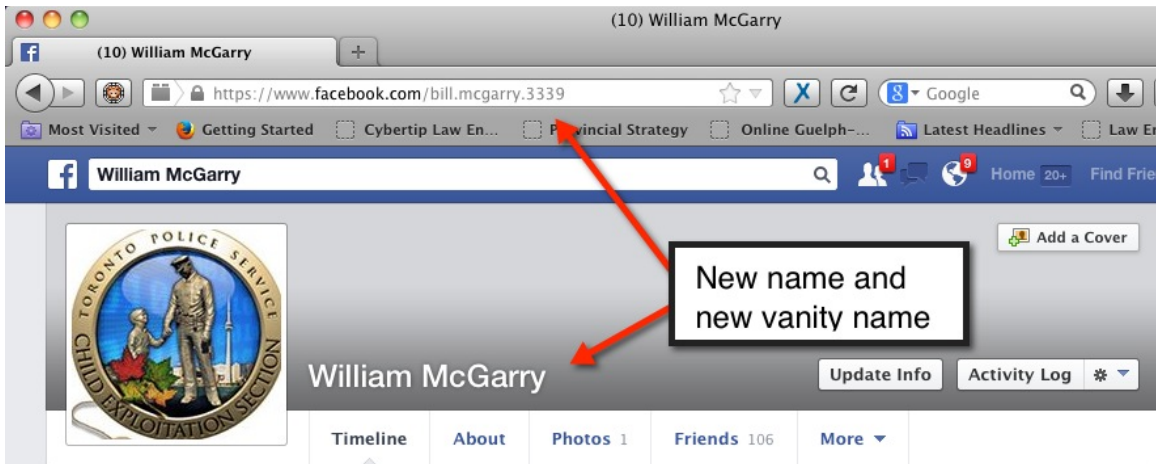 (10) William McGarry
(10) William McGarry
https://www.facebook.com/bill.mcgarry.3339
Google
Most Visited Getting Started Cybertip Law En... Provincial Strategy Online Guelph-... Latest Headlines Law En
f William McGarry 1 9 Home 20+ Find Frie
TORONTO POLICE SERVICE
CHILD EXPLOITATION SECTION
Add a Cover
New name and
new vanity name
William McGarry
Update Info Activity Log
Timeline About Photos 1 Friends 106 More